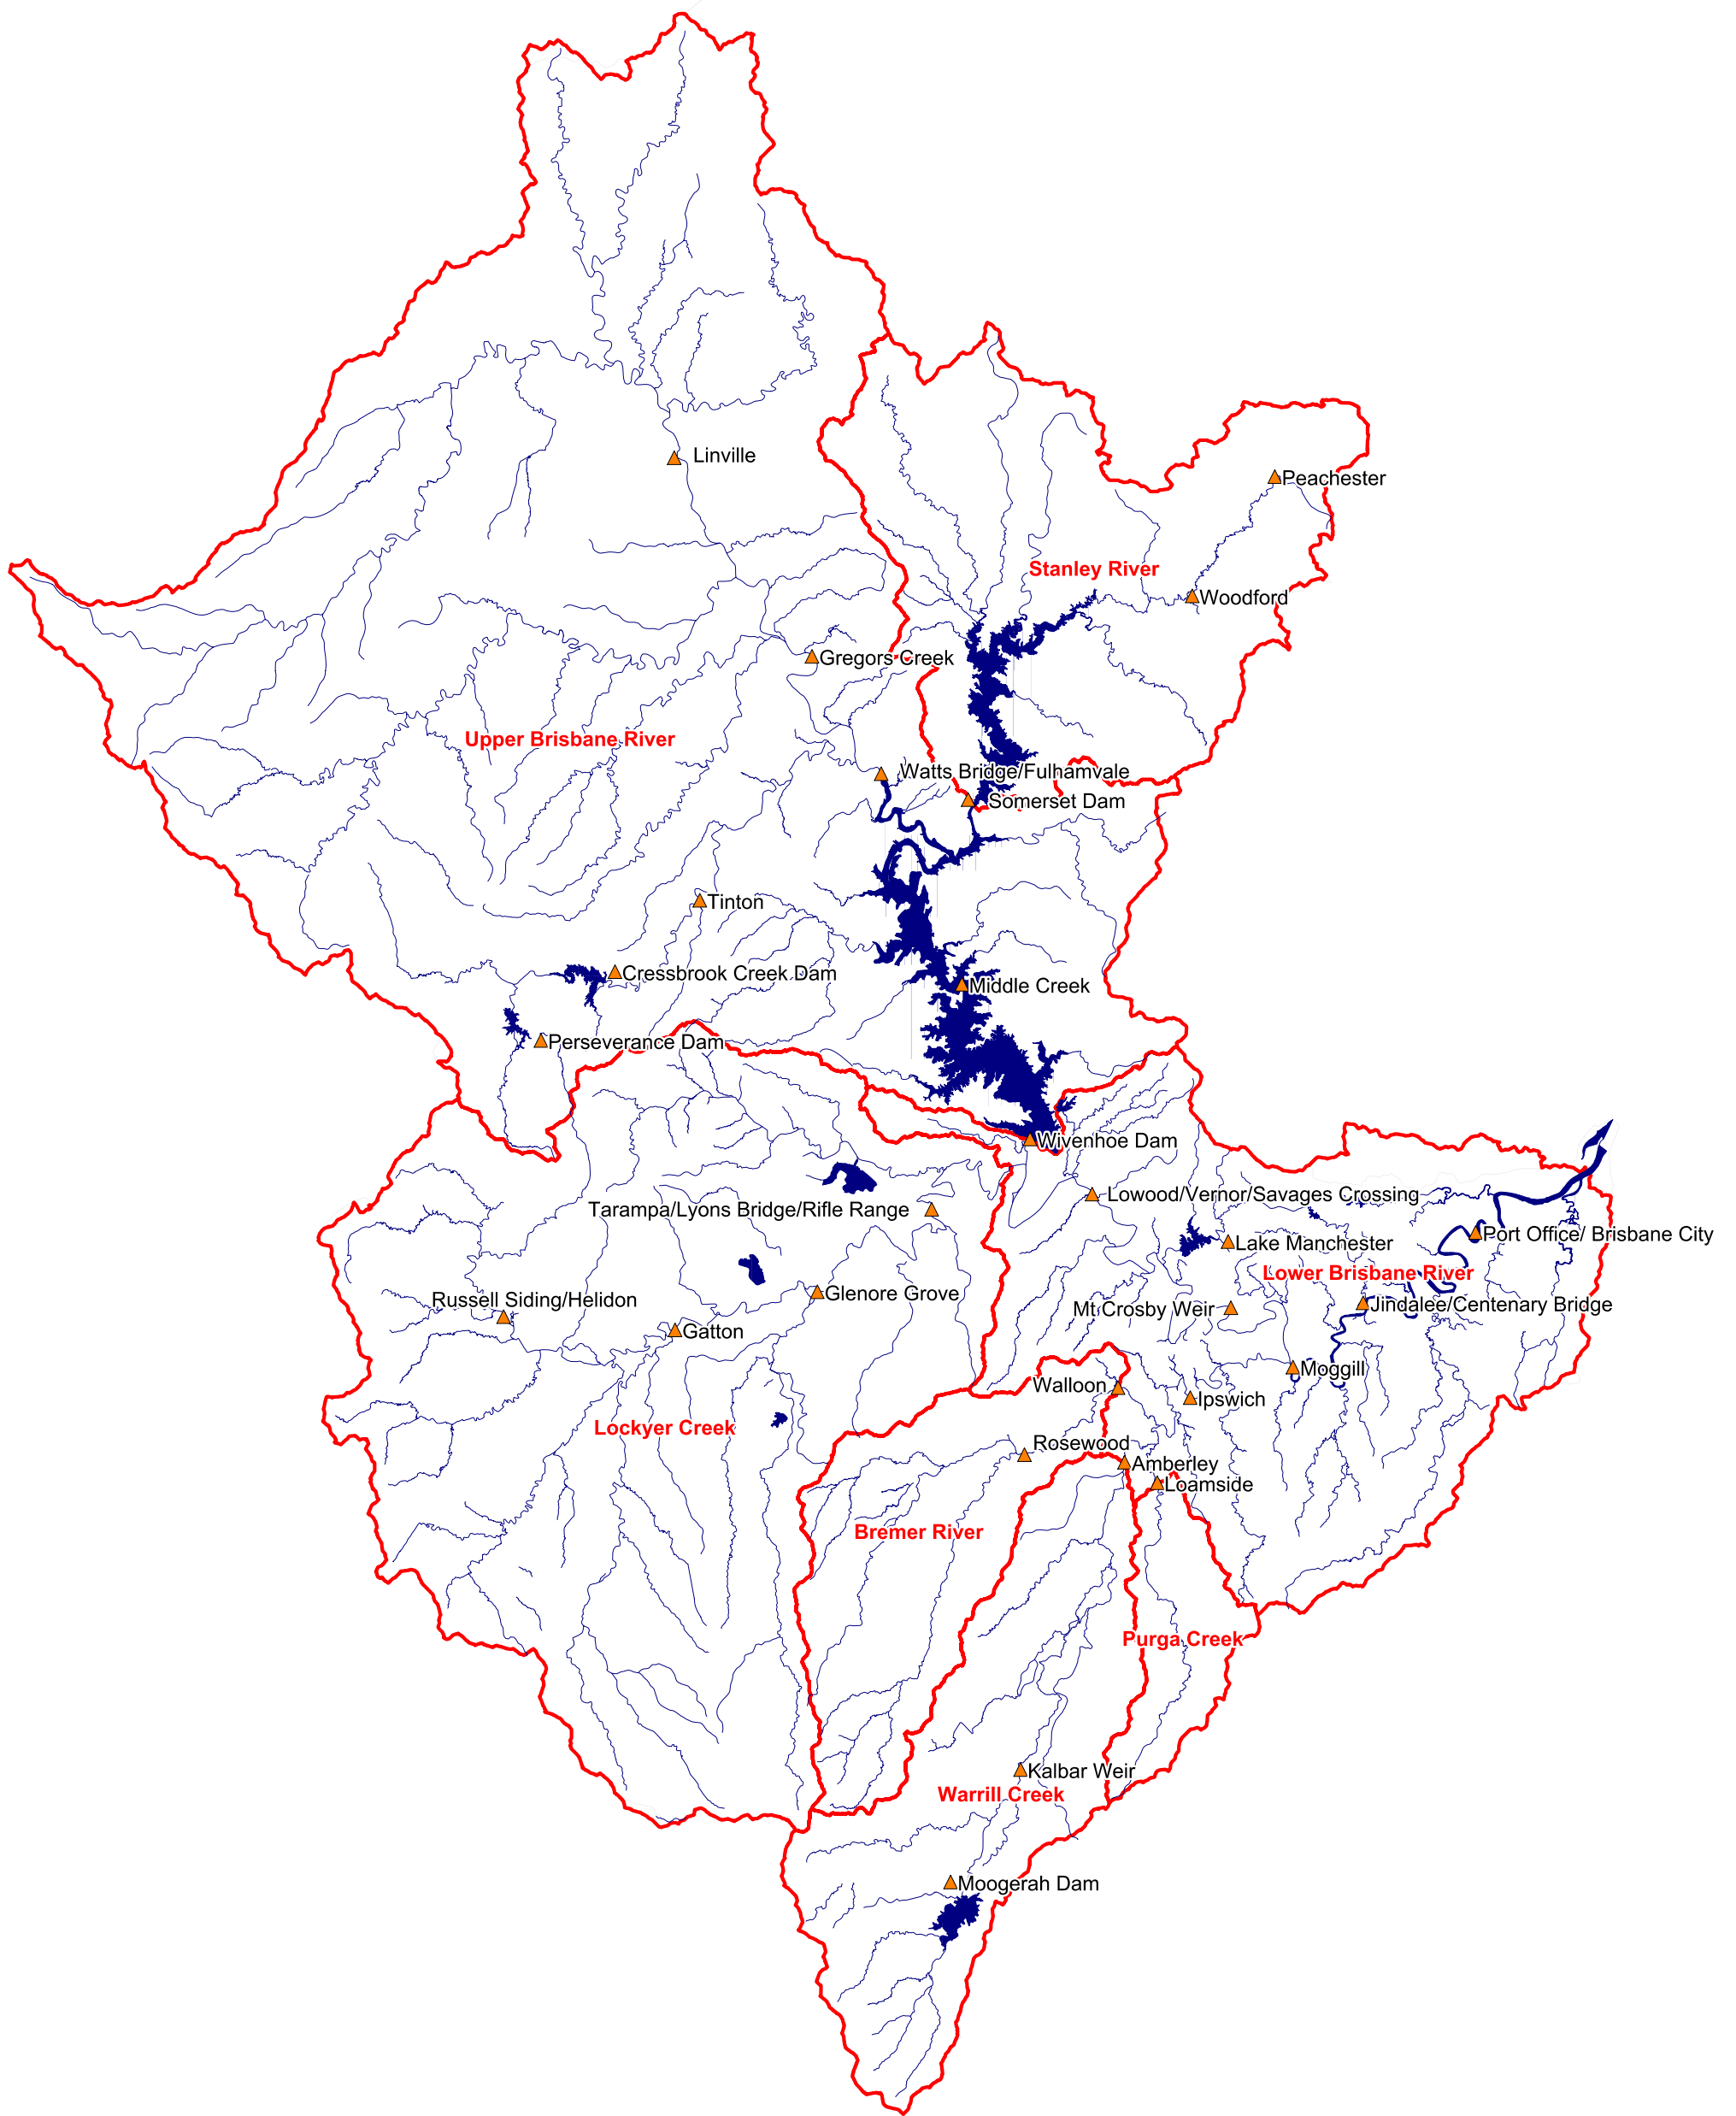 Linville
Peachester
Stanley River
Woodford
Gregors Creek
Upper Brisbane River
Watts Bridge/Fulhamvale
Somerset Dam
Tinton
Cressbrook Creek Dam
Middle Creek
Perseverance Dam
Wivenhoe Dam
Lowood/Vernor/Savages Crossing
Tarampa/Lyons Bridge/Rifle Range
Port Office/ Brisbane City
Lake Manchester
Lower Brisbane River
Glenore Grove
Russell Siding/Helidon
Jindalee/Centenary Bridge
Mt Crosby Weir
Gatton
Moggill
Walloon
Ipswich
Lockyer Creek
Rosewood
Amberley
Loamside
Bremer River
Purga Creek
Kalbar Weir
Warrill Creek
Moogerah Dam